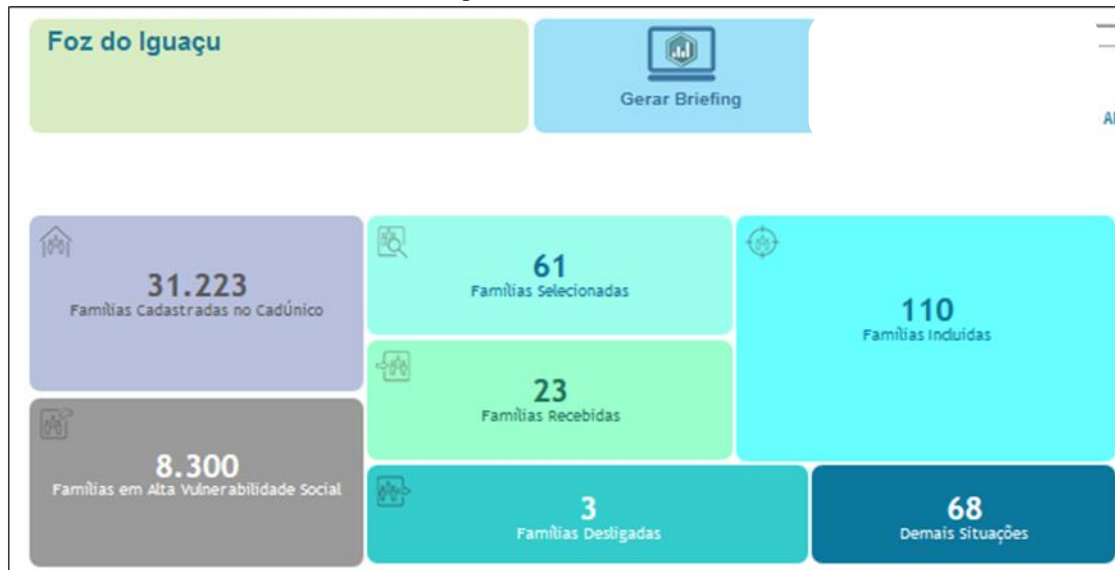 Foz do Iguaçu
Gerar Briefing
31.223
Famílias Cadastradas no Cadúnico
61
Famílias Selecionadas
110
Famílias Incluidas
23
Famílias Recebidas
8.300
Famílias em Alta Vulnerabilidade Social
3
Famílias Desligadas
68
Demais Situações